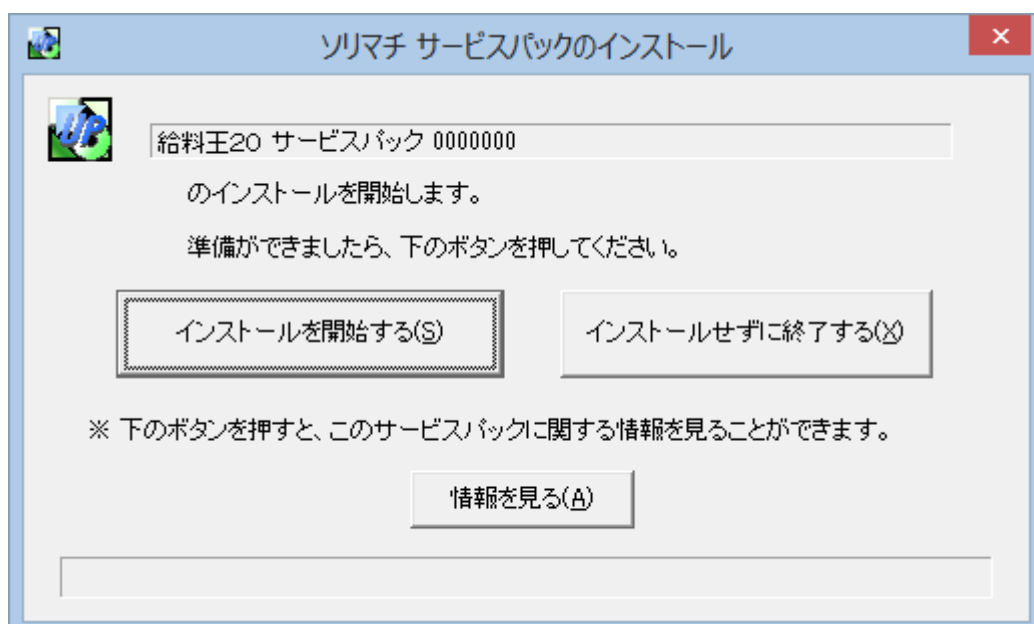 ソリマチ サービスパックのインストール
UP
給料王20 サービスパック 0000000
のインストールを開始します。
準備ができましたら、下のボタンを押してください。
インストールを開始する(S) インストールせずに終了する(X)
※ 下のボタンを押すと、このサービスパックに関する情報を見ることができます。
情報を見る(A)